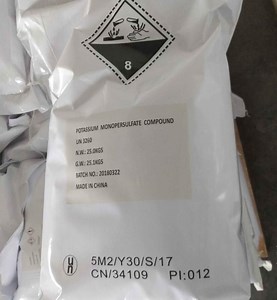 8
POTASSIUM MONOPERSULFATE COMPOUND
UN 3260
N.W.: 25.0KGS
G.W.: 25.1KGS
BATCH NO.: 20180322
MADE IN CHINA
un
5M2/Y30/S/17
CN/34109 PI:012